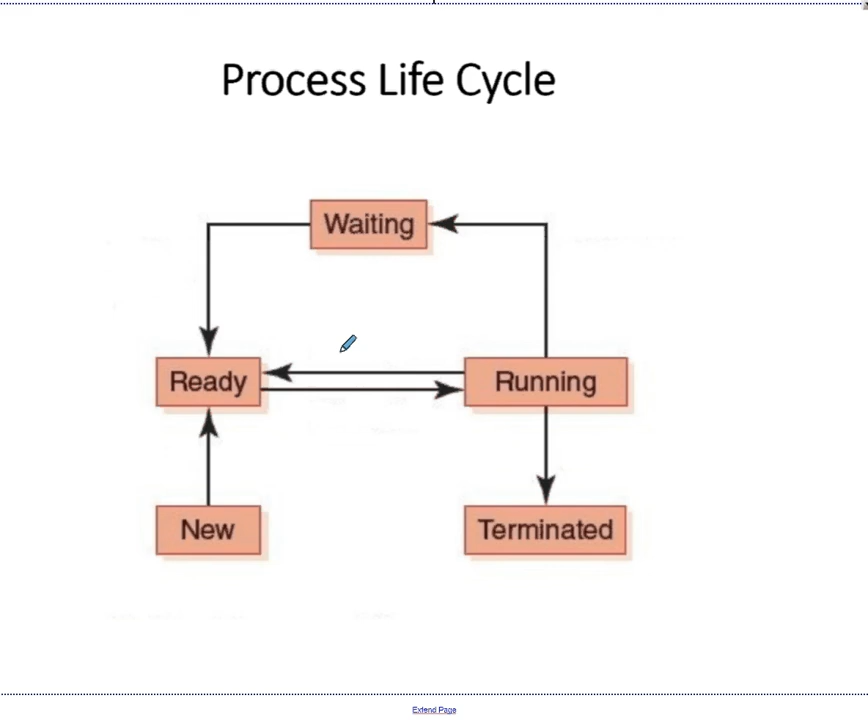 Process Life Cycle
Waiting
Ready
Running
New
Terminated
Extend Page